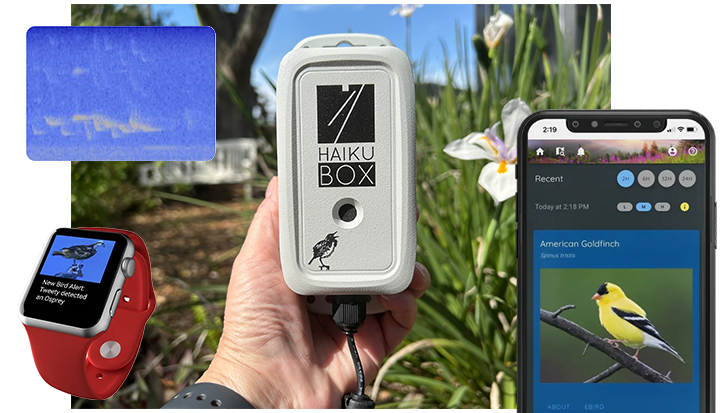 HAIKU
BOX
New Bird Alert:
Tweety detected
an Osprey
2:19
Recent
2H 6H 12H 24H
Today at 2:18 PM
L M H
American Goldfinch
Spinus tristis
ABOUT EBIRD